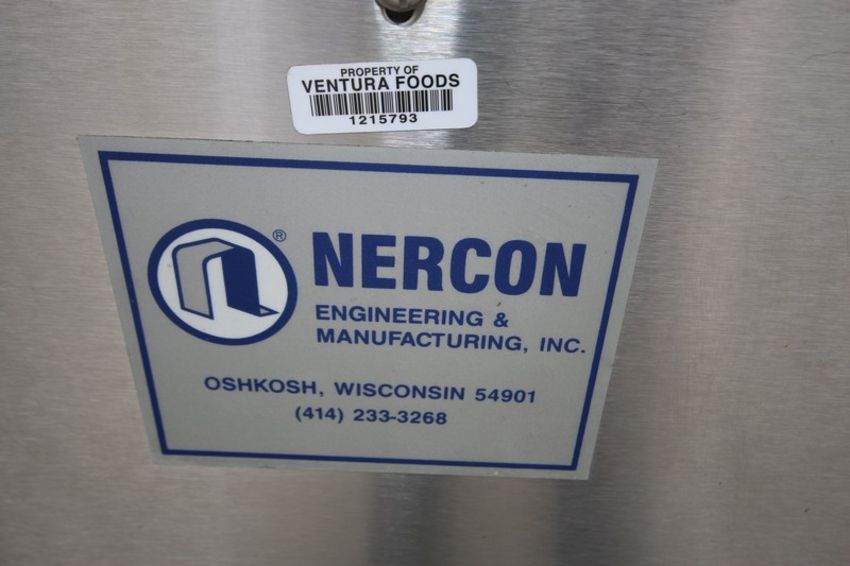 PROPERTY OF
VENTURA FOODS
1215793
® NERCON
ENGINEERING &
MANUFACTURING, INC.
OSHKOSH, WISCONSIN 54901
(414) 233-3268